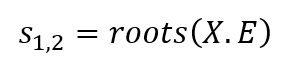 s₁,₂ = roots(X.E)